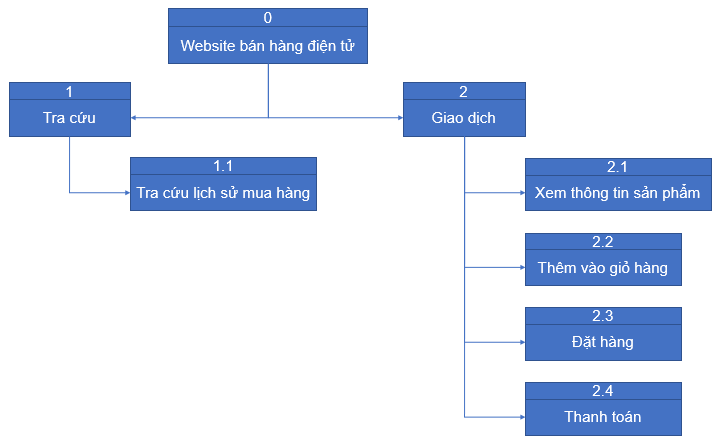 0
Website bán hàng điện tử
1
Tra cứu
2
Giao dịch
1.1
Tra cứu lịch sử mua hàng
2.1
Xem thông tin sản phẩm
2.2
Thêm vào giỏ hàng
2.3
Đặt hàng
2.4
Thanh toán